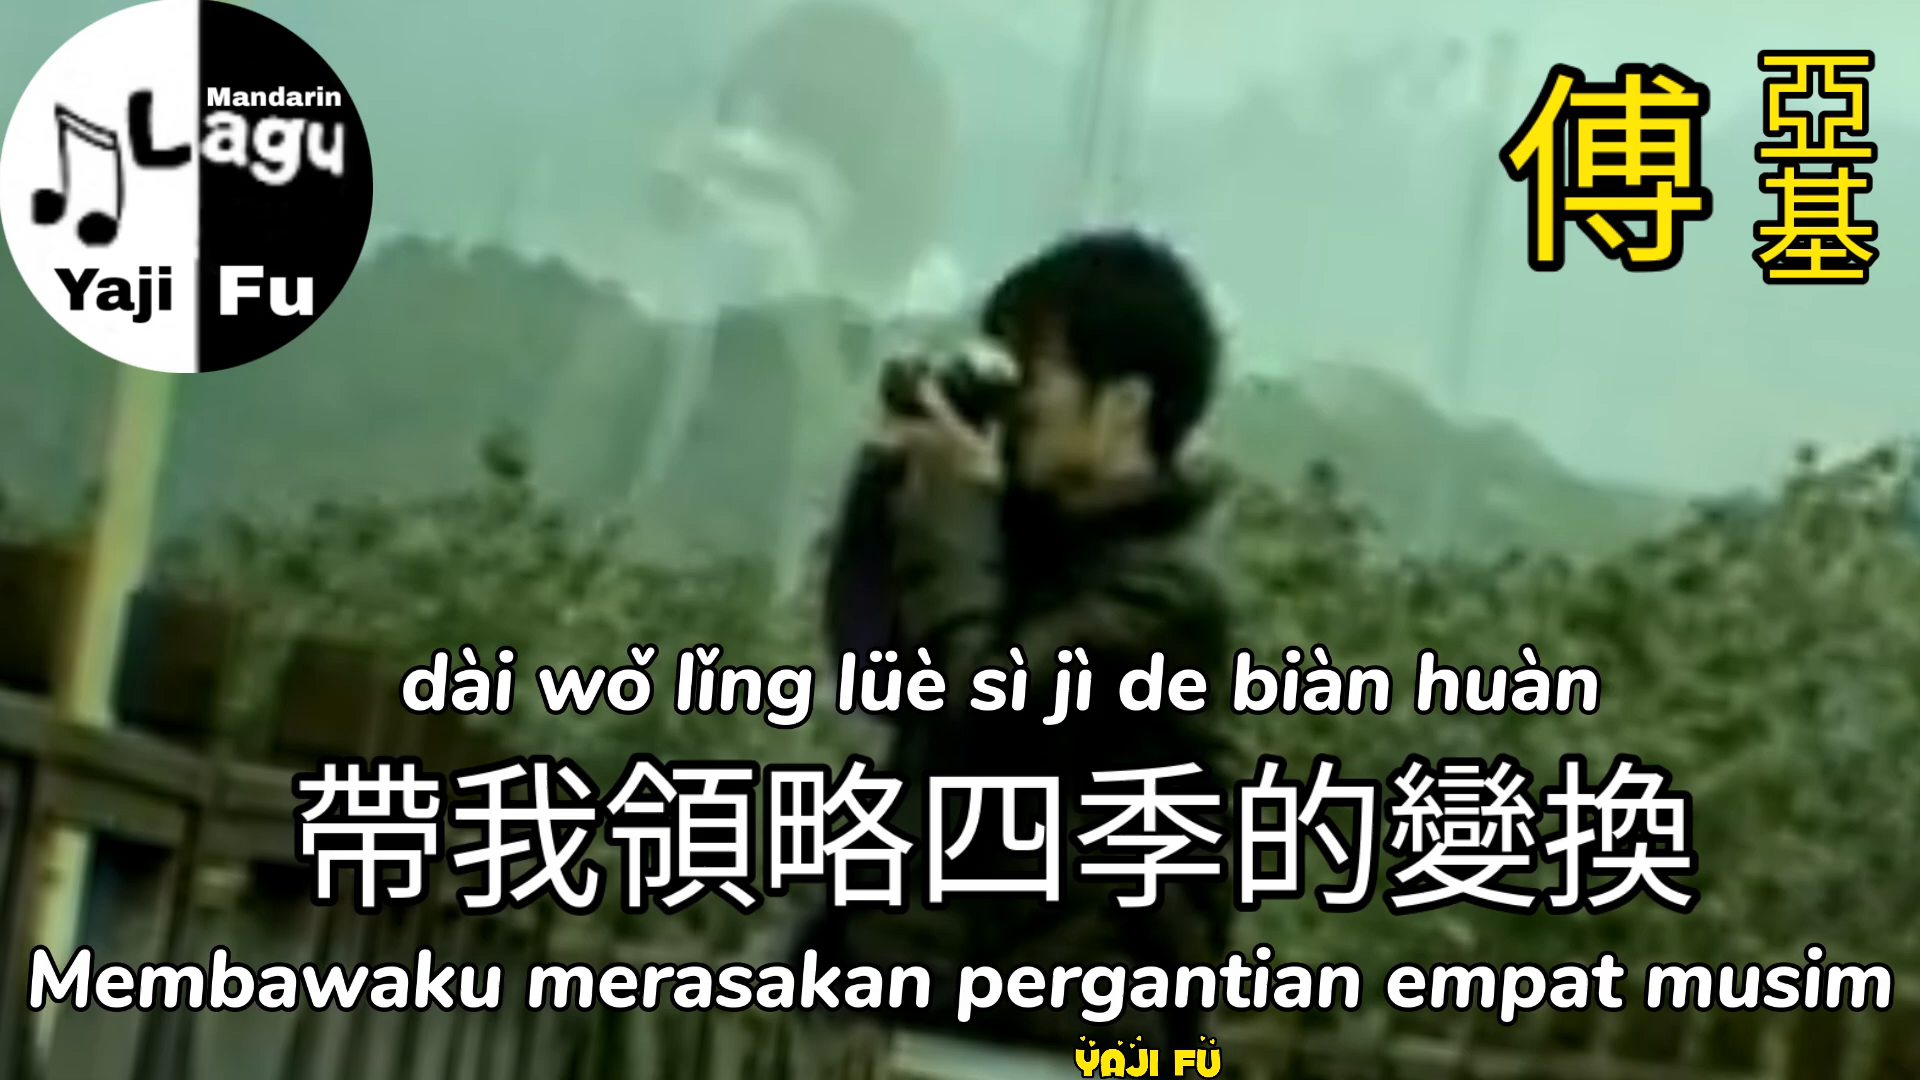 Mandarin
Lagu
Yaji Fu
傅
亞基
dài wǒ lǐng lüè sì jì de biàn huàn
帶我領略四季的變換
Membawaku merasakan pergantian empat musim
YAJI FU